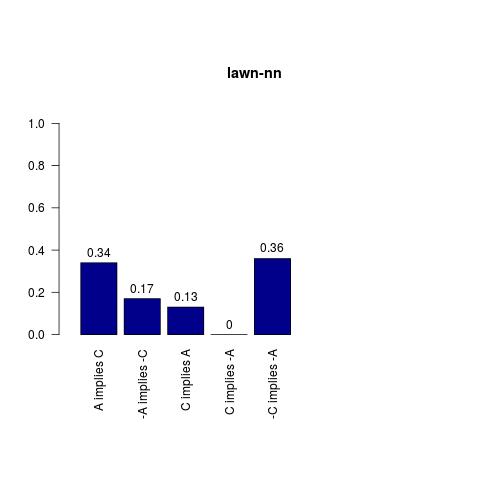 lawn-nn
1.0
0.8
0.6
0.4
0.2
0.0
0.34
0.17
0.13
0
0.36
A implies C
-A implies -C
C implies A
C implies -A
-C implies -A